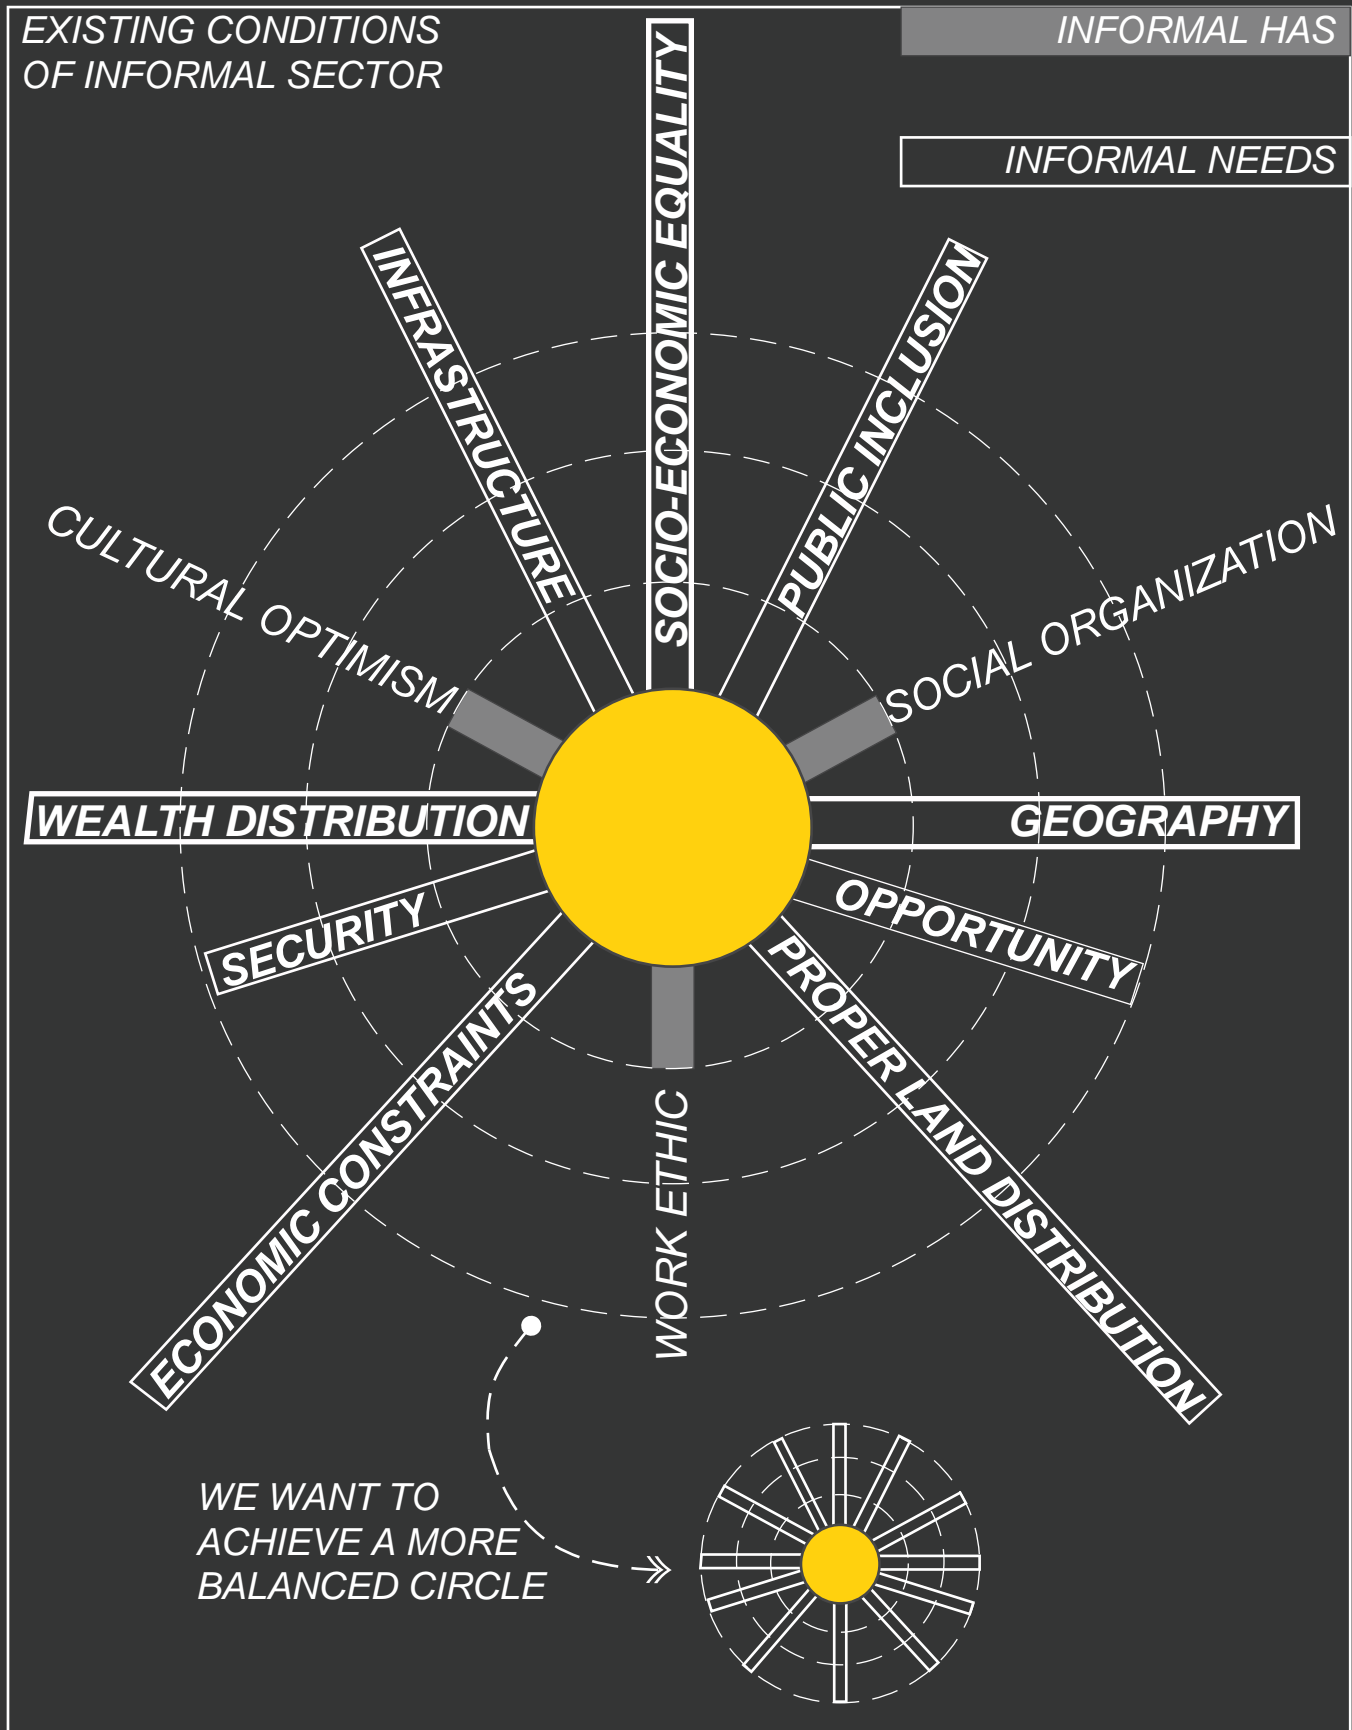 EXISTING CONDITIONS
OF INFORMAL SECTOR
INFORMAL HAS
INFORMAL NEEDS
SOCIO-ECONOMIC EQUALITY
INFRASTRUCTURE
PUBLIC INCLUSION
CULTURAL OPTIMISM
SOCIAL ORGANIZATION
WEALTH DISTRIBUTION
GEOGRAPHY
SECURITY
OPPORTUNITY
ECONOMIC CONSTRAINTS
PROPER LAND DISTRIBUTION
WORK ETHIC
WE WANT TO
ACHIEVE A MORE
BALANCED CIRCLE